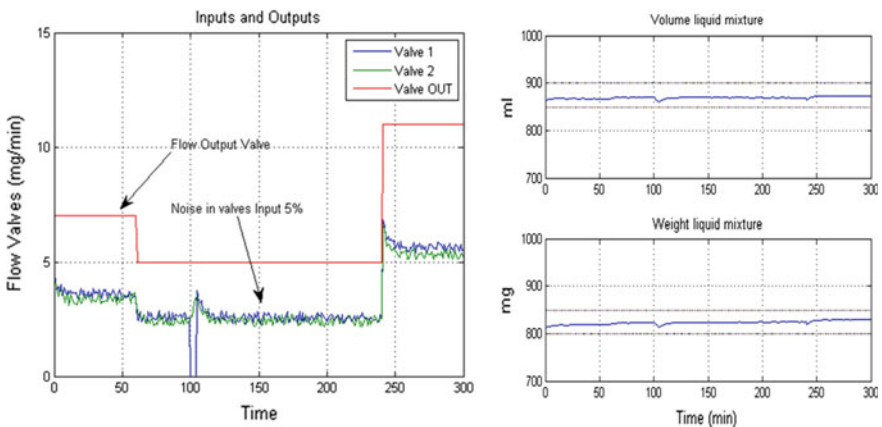 Inputs and Outputs
15
10
5
0
Flow Valves (mg/min)
Valve 1
Valve 2
Valve OUT
Flow Output Valve
Noise in valves Input 5%
0 50 100 150 200 250 300
Time
Volume liquid mixture
1000
900
800
700
ml
0 50 100 150 200 250 300
Weight liquid mixture
1000
900
800
700
mg
0 50 100 150 200 250 300
Time (min)